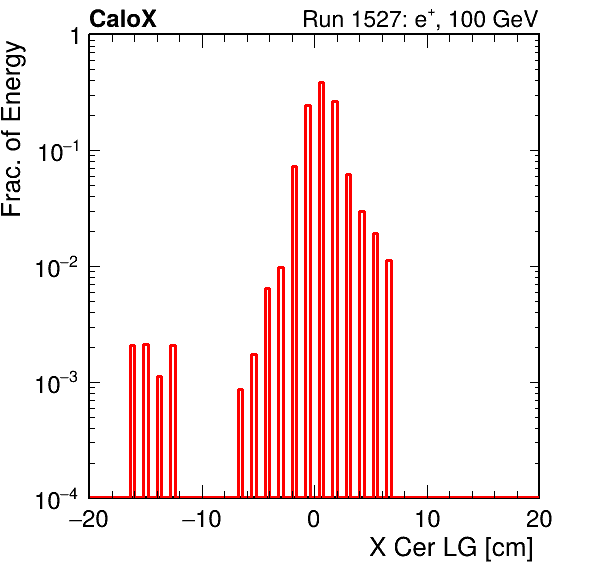 CaloX Run 1527: e⁺, 100 GeV
Frac. of Energy
1
10⁻¹
10⁻²
10⁻³
10⁻⁴
−20 −10 0 10 20
X Cer LG [cm]